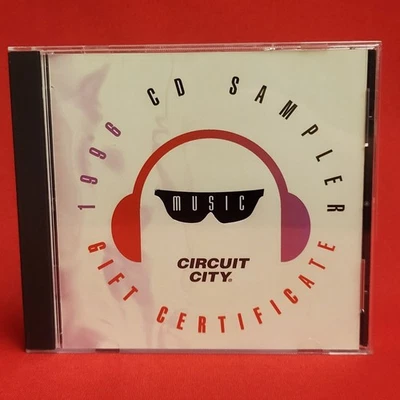 1996 CD SAMPLER
MUSIC
CIRCUIT
CITY®
GIFT CERTIFICATE